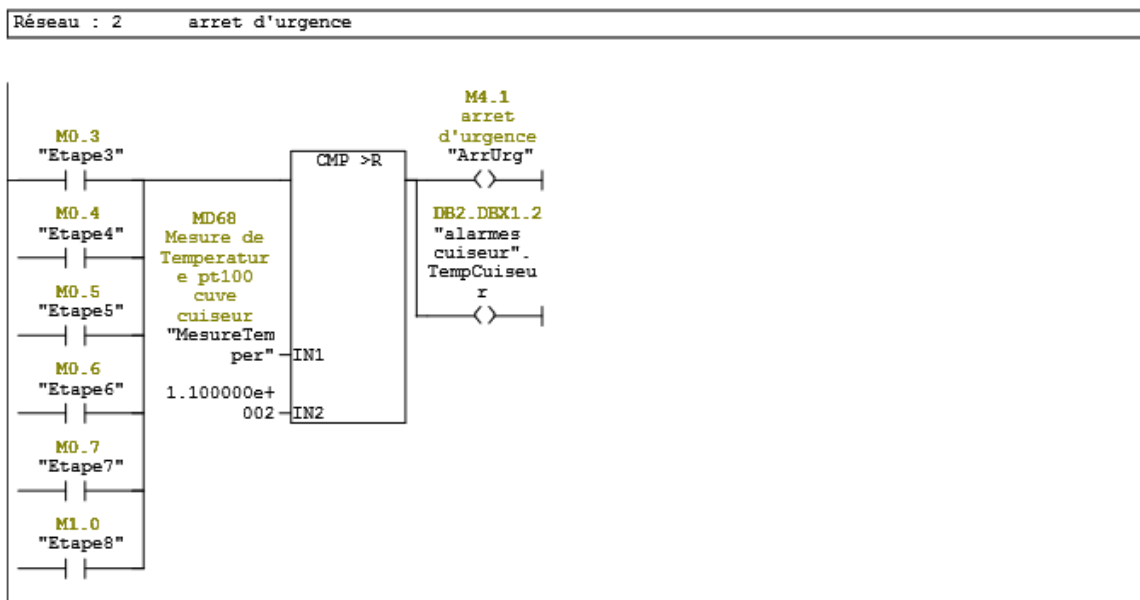 Réseau : 2 arret d'urgence
M0.3
"Etape3"
M0.4
"Etape4"
M0.5
"Etape5"
M0.6
"Etape6"
M0.7
"Etape7"
M1.0
"Etape8"
MD68
Mesure de
Temperatur
e pt100
cuve
cuiseur
"MesureTem
per"
1.100000e+
002
CMP >R
IN1
IN2
M4.1
arret
d'urgence
"ArrUrg"
DB2.DBX1.2
"alarmes
cuiseur".
TempCuiseu
r